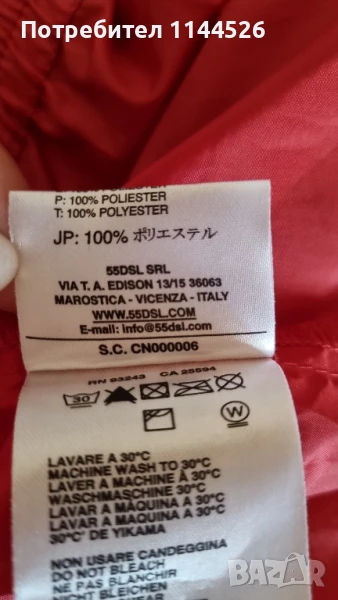 Потребител 1144526
P: 100% POLIESTER
T: 100% POLYESTER
JP: 100% ポリエステル
55DSL SRL
VIA T. A. EDISON 13/15 36063
MAROSTICA - VICENZA - ITALY
WWW.55DSL.COM
E-mail: info@55dsl.com
S.C. CN000006
RN 93243 CA 25594
30 W
LAVARE A 30°C
MACHINE WASH TO 30°C
LAVER A MACHINE À 30°C
WASCHMASCHINE 30°C
LAVAR A MÁQUINA A 30°C
LAVAR A MAQUINA A 30°C
30°C' DE YIKAMA
NON USARE CANDEGGINA
DO NOT BLEACH
NE PAS BLANCHIR
NICHT BLEICHEN
BAZAR